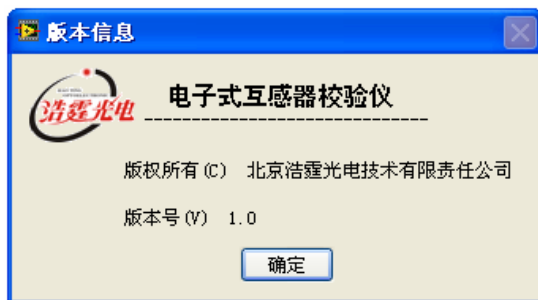 版本信息
浩霆光电
电子式互感器校验仪
版权所有(C) 北京浩霆光电技术有限责任公司
版本号(V) 1.0
确定